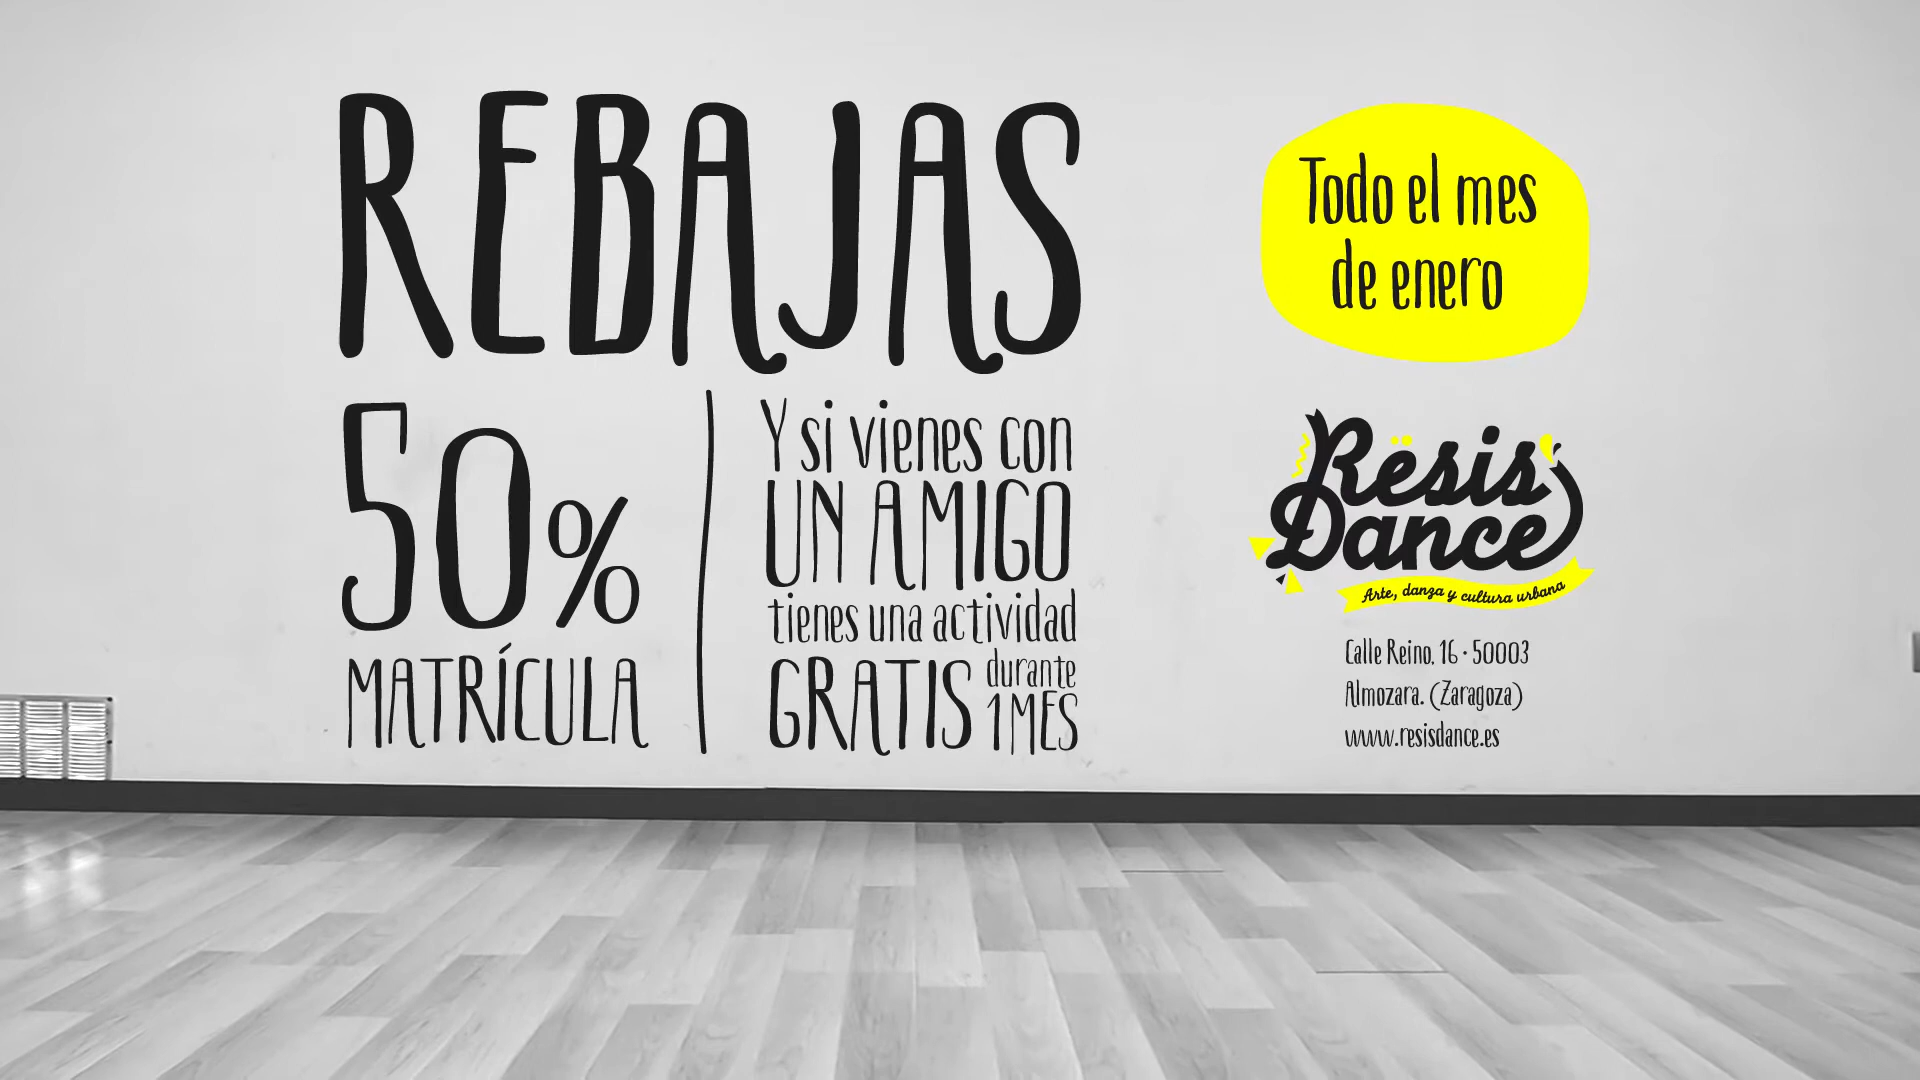 REBAJAS
50%
MATRÍCULA
Y si vienes con
UN AMIGO
tienes una actividad
GRATIS durante
1 MES
Todo el mes
de enero
Rësis'
Dance
Arte, danza y cultura urbana
Calle Reino, 16 · 50003
Almozara. (Zaragoza)
www.resisdance.es